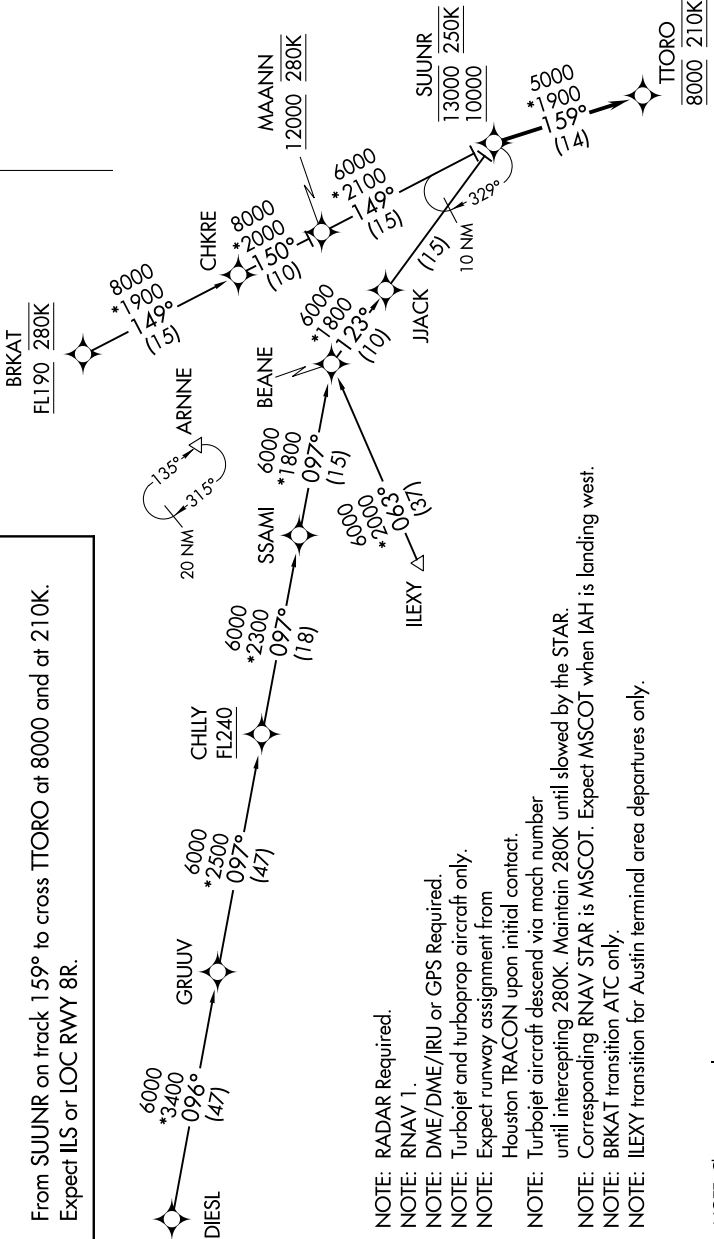 From SUUNR on track 159° to cross TTORO at 8000 and at 210K.
Expect ILS or LOC RWY 8R.
BRKAT
FL190 280K
8000
*1900
149°
(15)
CHKRE
8000
*2000
150°
(10)
MAANN
12000 280K
6000
*2100
149°
(15)
SUUNR
13000 250K
10000
5000
*1900
159°
(14)
TTORO
8000 210K
329°
10 NM
(15)
JJACK
6000
*1800
123°
(10)
BEANE
ARNNE
135°
315°
20 NM
6000
*1800
097°
(15)
SSAMI
6000
*2000
063°
(37)
ILEXY
6000
*2300
097°
(18)
CHLLY
FL240
6000
*2500
097°
(47)
GRUUV
6000
*3400
096°
(47)
DIESL
NOTE: RADAR Required.
NOTE: RNAV 1.
NOTE: DME/DME/IRU or GPS Required.
NOTE: Turbojet and turboprop aircraft only.
NOTE: Expect runway assignment from
Houston TRACON upon initial contact.
NOTE: Turbojet aircraft descend via mach number
until intercepting 280K. Maintain 280K until slowed by the STAR.
NOTE: Corresponding RNAV STAR is MSCOT. Expect MSCOT when IAH is landing west.
NOTE: BRKAT transition ATC only.
NOTE: ILEXY transition for Austin terminal area departures only.